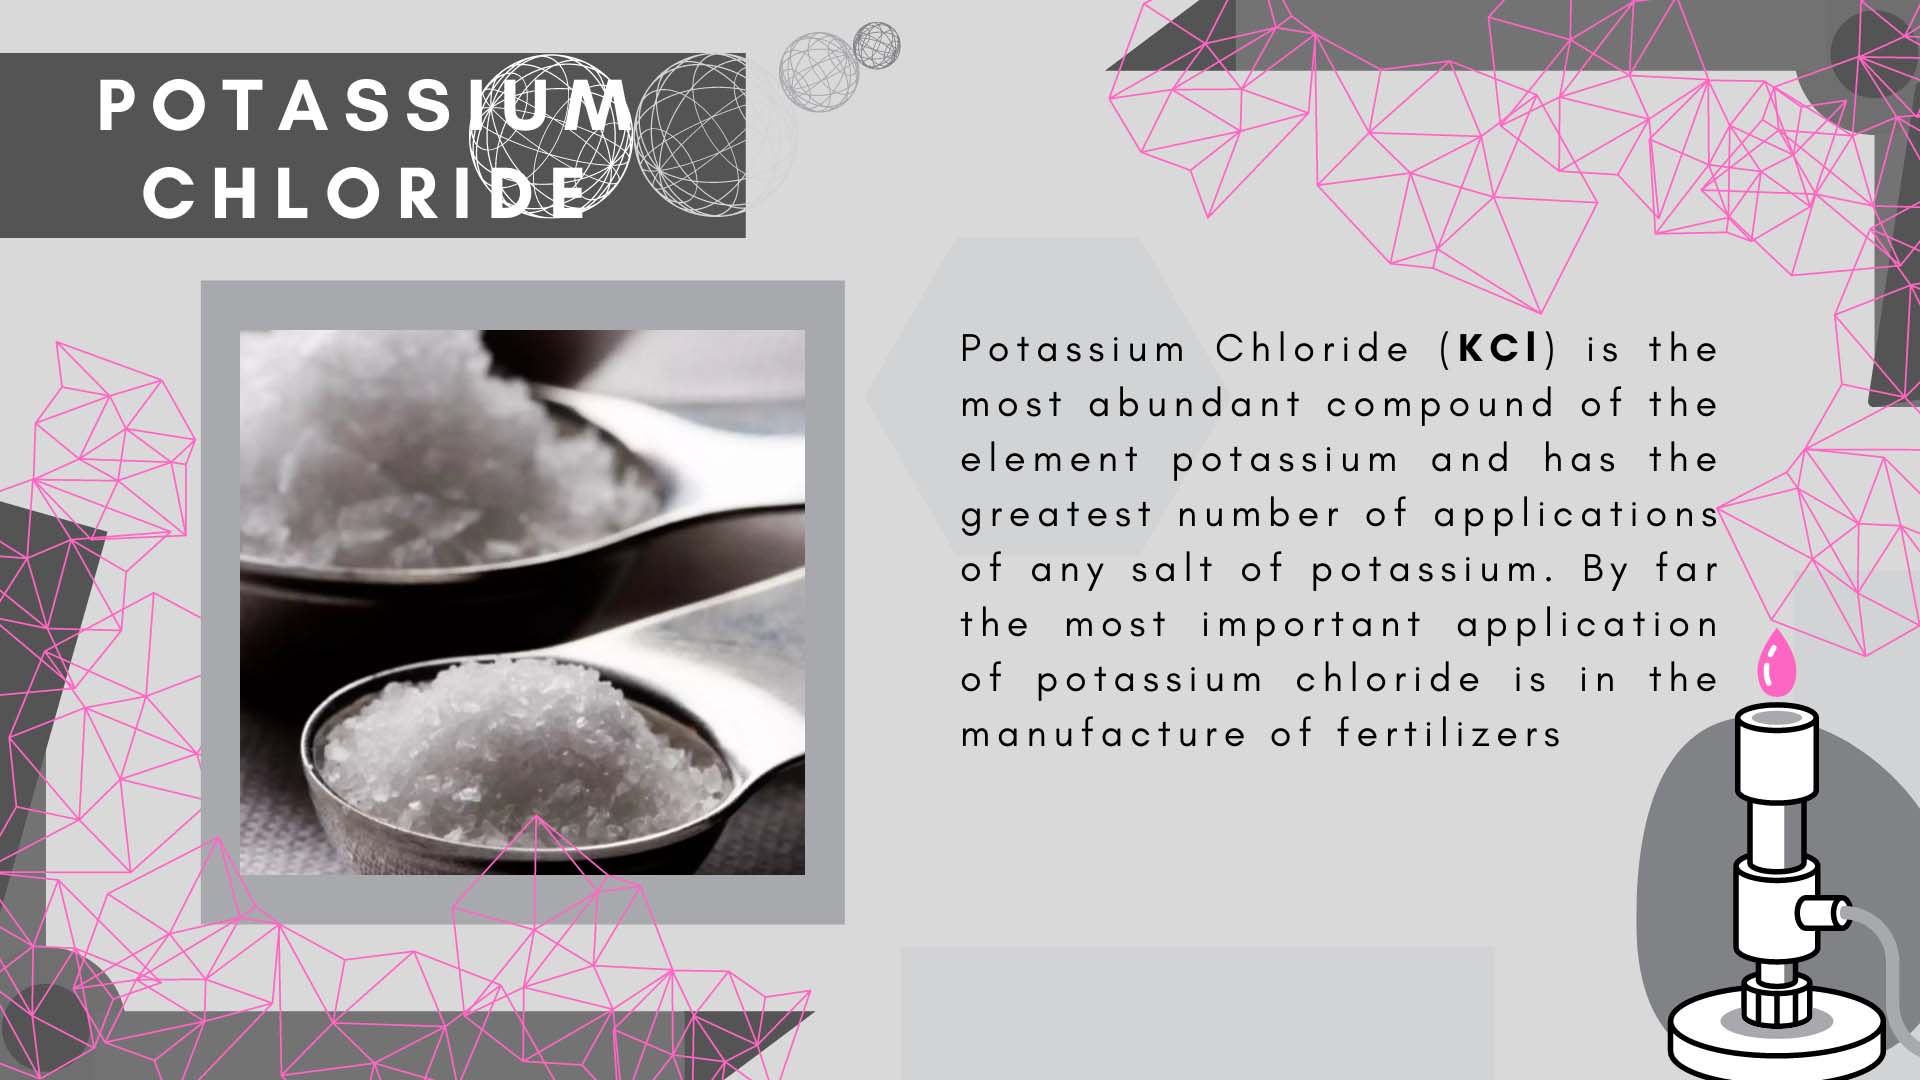 POTASSIUM
CHLORIDE
Potassium Chloride (KCl) is the
most abundant compound of the
element potassium and has the
greatest number of applications
of any salt of potassium. By far
the most important application
of potassium chloride is in the
manufacture of fertilizers